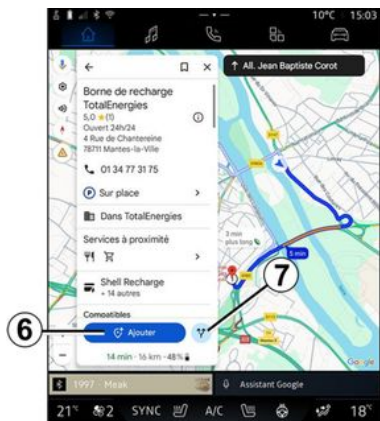 10°C 15:03
↑ All. Jean Baptiste Corot
Borne de recharge
TotalEnergies
5,0 ★ (1)
Ouvert 24h/24
4 Rue de Chantereine
78711 Mantes-la-Ville
01 34 77 31 75
P Sur place
Dans TotalEnergies
Services à proximité
Shell Recharge
+ 14 autres
Compatibles
6
Ajouter
7
14 min · 16 km · 48%
3 min
plus long
5 min
Google
1997 - Meak
Assistant Google
21° 2 SYNC A/C 18°